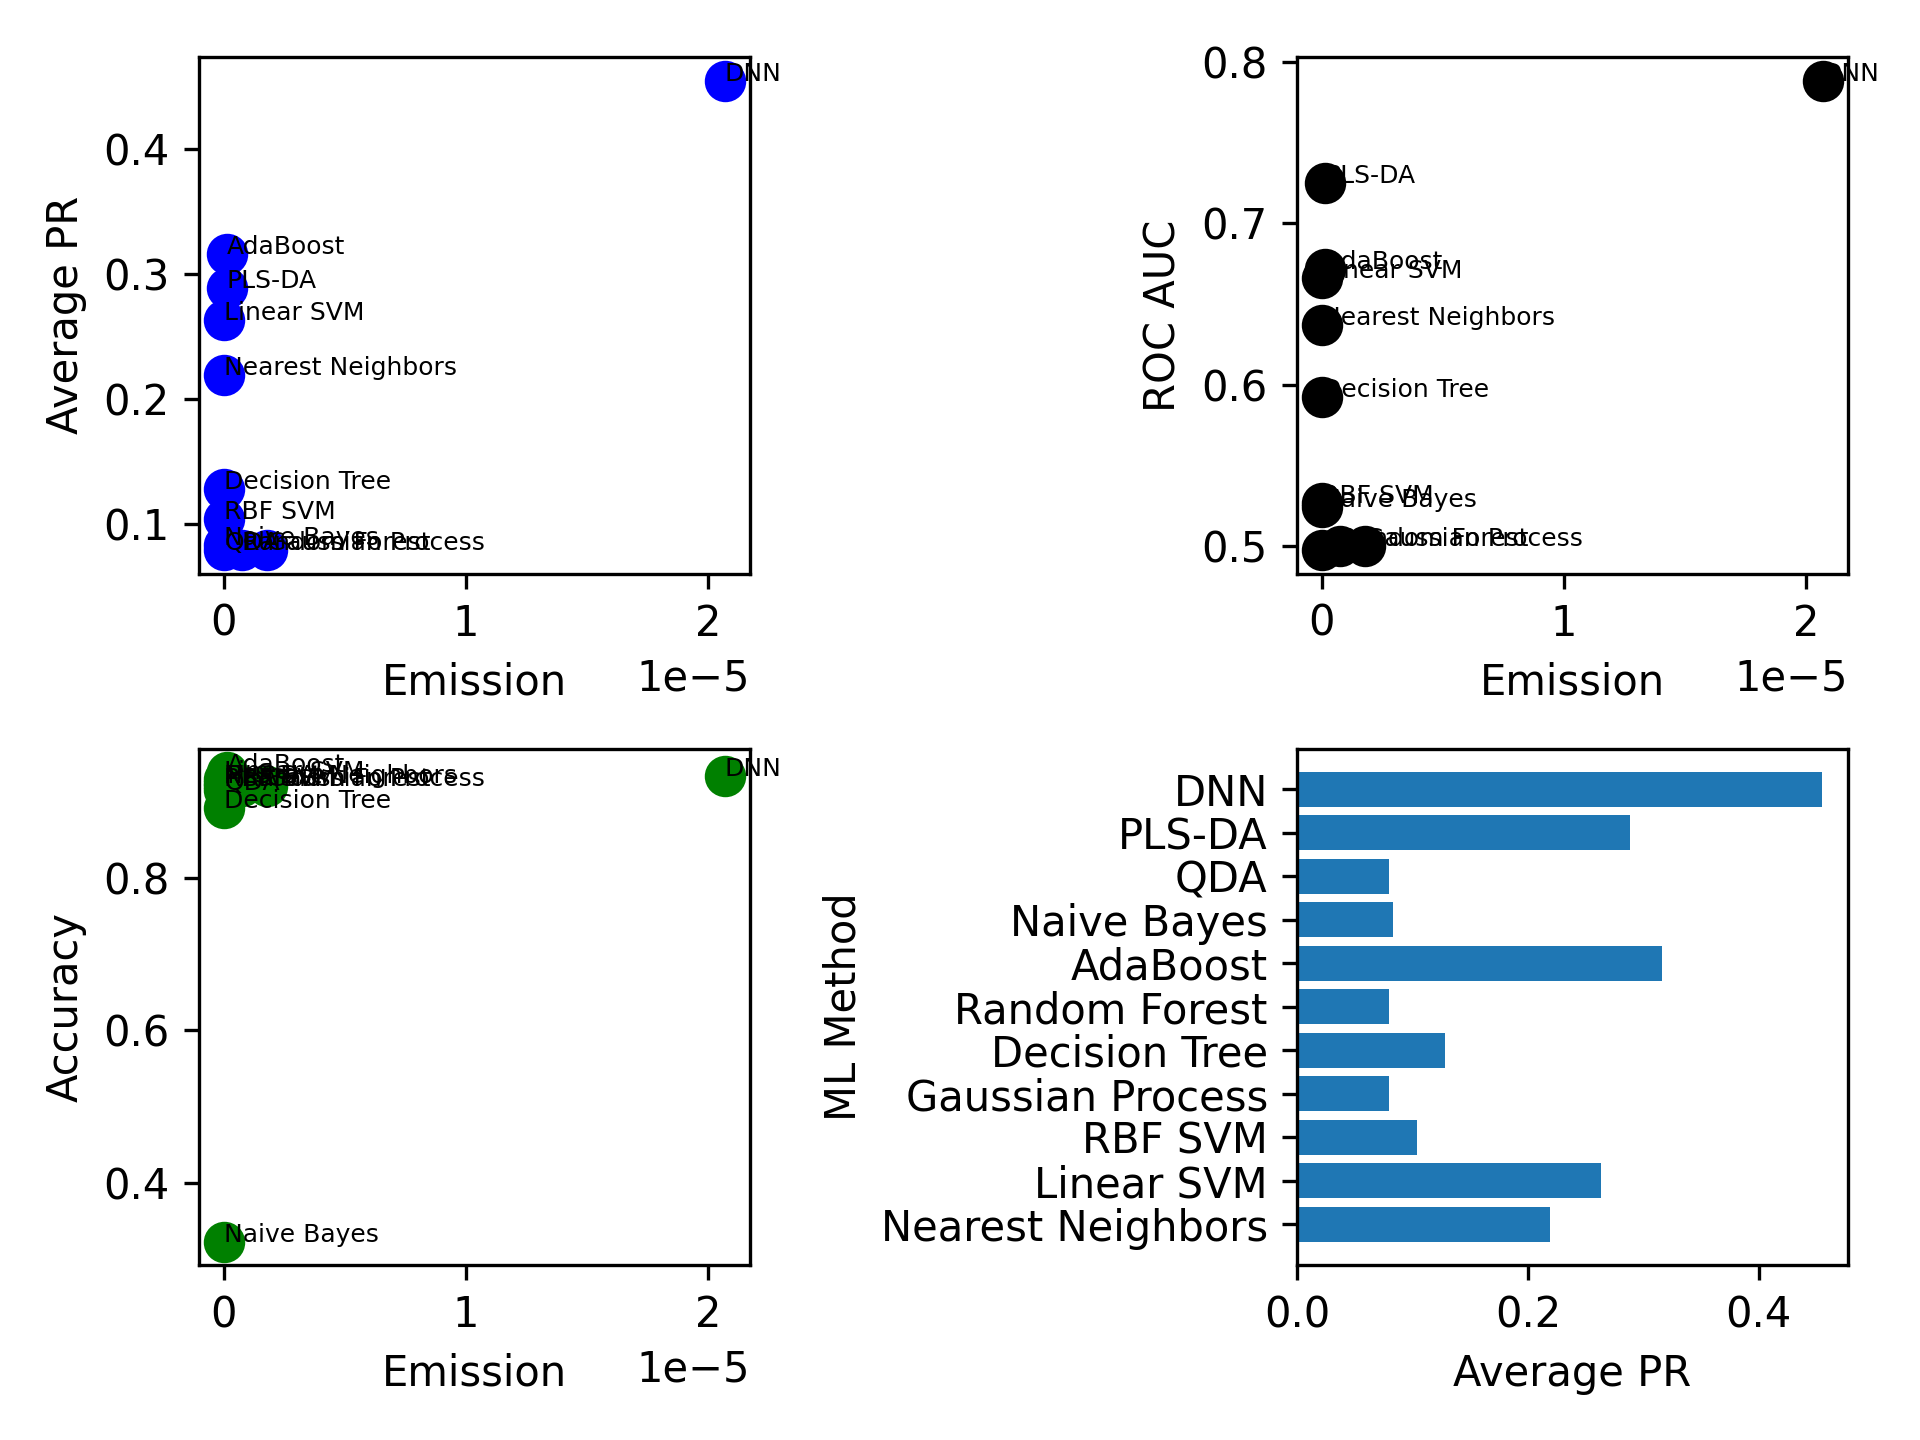 Average PR
0.4
0.3
0.2
0.1
DNN
AdaBoost
PLS-DA
Linear SVM
Nearest Neighbors
Decision Tree
RBF SVM
Naive Bayes
0 1 2
Emission 1e−5
ROC AUC
0.8
0.7
0.6
0.5
Nearest Neighbors
Decision Tree
0 1 2
Emission 1e−5
Accuracy
0.8
0.6
0.4
AdaBoost
DNN
Decision Tree
Naive Bayes
0 1 2
Emission 1e−5
ML Method
DNN
PLS-DA
QDA
Naive Bayes
AdaBoost
Random Forest
Decision Tree
Gaussian Process
RBF SVM
Linear SVM
Nearest Neighbors
0.0 0.2 0.4
Average PR